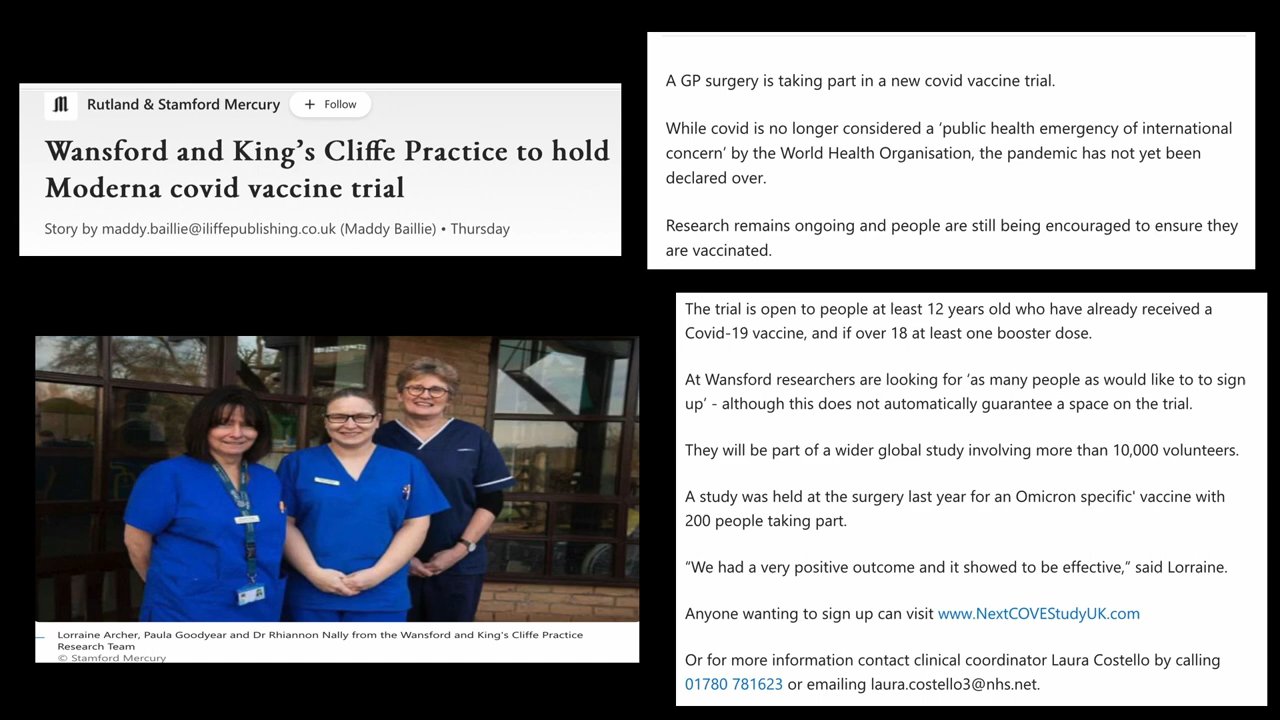 Rutland & Stamford Mercury + Follow
Wansford and King's Cliffe Practice to hold
Moderna covid vaccine trial
Story by maddy.baillie@iliffepublishing.co.uk (Maddy Baillie) • Thursday
A GP surgery is taking part in a new covid vaccine trial.
While covid is no longer considered a ‘public health emergency of international
concern’ by the World Health Organisation, the pandemic has not yet been
declared over.
Research remains ongoing and people are still being encouraged to ensure they
are vaccinated.
Lorraine Archer, Paula Goodyear and Dr Rhiannon Nally from the Wansford and King's Cliffe Practice
Research Team
© Stamford Mercury
The trial is open to people at least 12 years old who have already received a
Covid-19 vaccine, and if over 18 at least one booster dose.
At Wansford researchers are looking for ‘as many people as would like to to sign
up’ - although this does not automatically guarantee a space on the trial.
They will be part of a wider global study involving more than 10,000 volunteers.
A study was held at the surgery last year for an Omicron specific' vaccine with
200 people taking part.
“We had a very positive outcome and it showed to be effective,” said Lorraine.
Anyone wanting to sign up can visit www.NextCOVEStudyUK.com
Or for more information contact clinical coordinator Laura Costello by calling
01780 781623 or emailing laura.costello3@nhs.net.